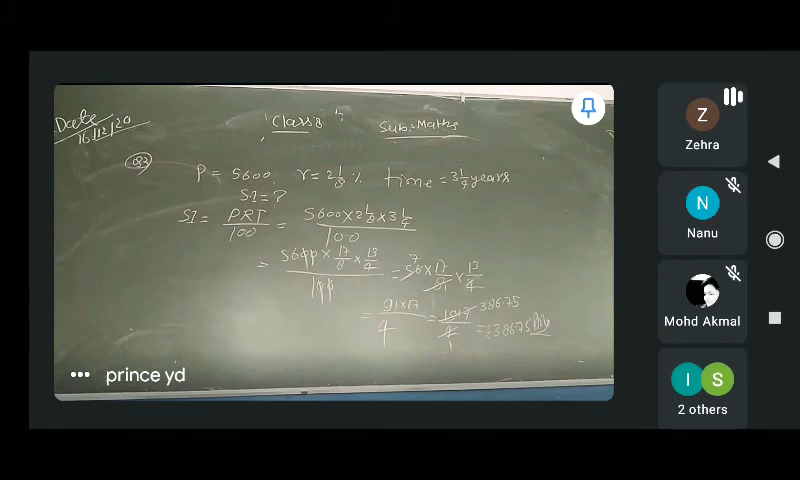 Date
16/12/20
"Class 8"
Sub:- Maths
Q3
P = 5600 r = 2 1/8 % time = 3 1/4 years
SI = ?
SI = PRT/100 = 5600 × 2 1/8 × 3 1/4 / 100
= 5600 × 17/8 × 13/4 / 100 = 56 × 17/8 × 13/4
7
= 91×17/4 = 1547/4 386.75
= 386.75
prince yd
Z
Zehra
N
Nanu
Mohd Akmal
I S
2 others